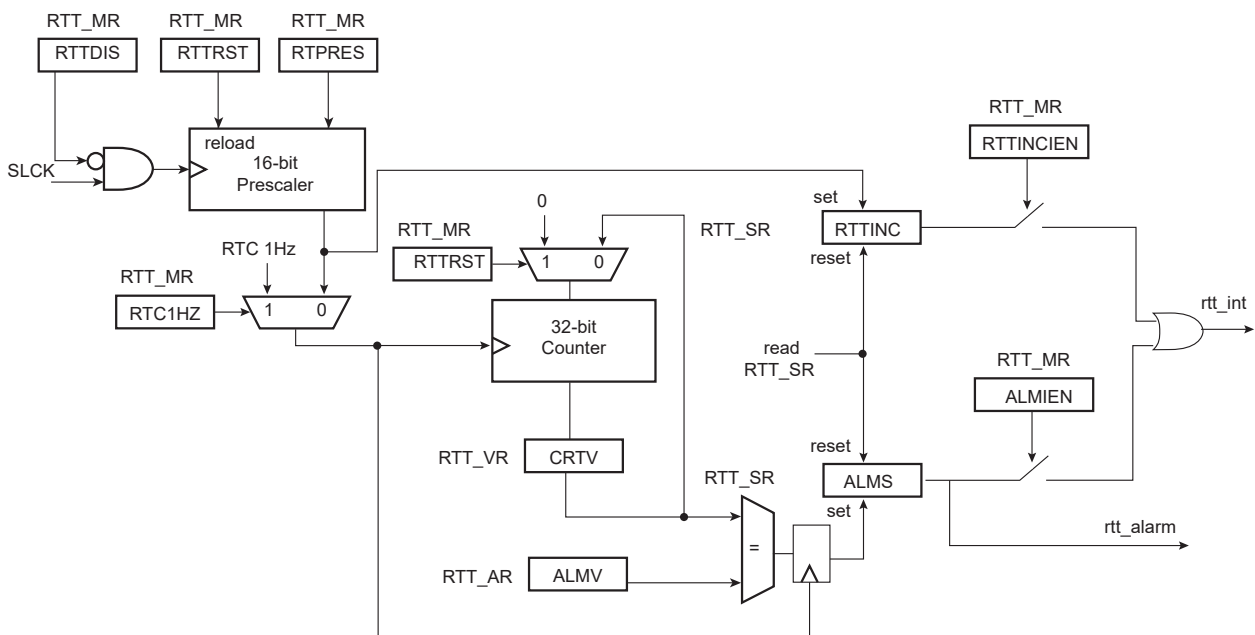 RTT_MR RTT_MR RTT_MR
RTTDIS RTTRST RTPRES
reload
16-bit
Prescaler
SLCK
RTT_MR
RTTINCIEN
0
set
RTT_MR
RTT_SR
RTTINC
RTC 1Hz
RTTRST
1 0
reset
RTT_MR
RTC1HZ
1 0
rtt_int
32-bit
Counter
read
RTT_SR
RTT_MR
ALMIEN
reset
RTT_VR
CRTV
RTT_SR
ALMS
set
rtt_alarm
=
RTT_AR
ALMV